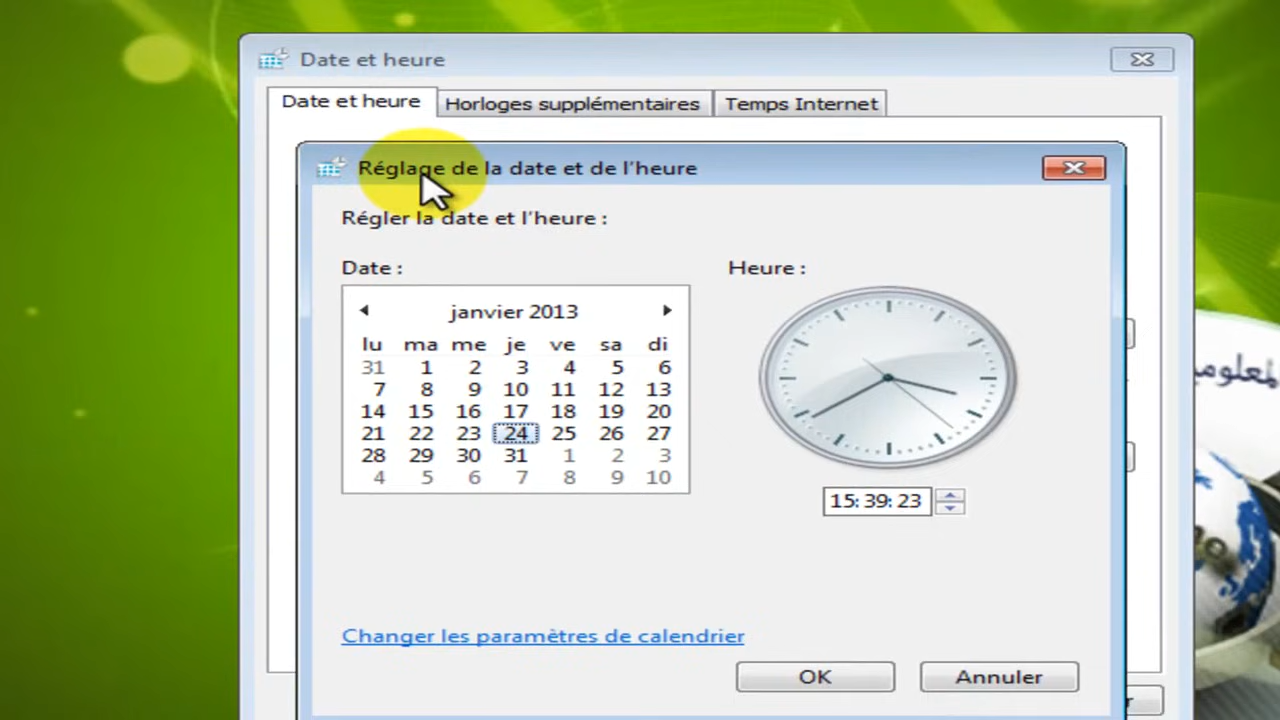 Date et heure
Date et heure Horloges supplémentaires Temps Internet
Réglage de la date et de l'heure
Régler la date et l'heure :
Date : Heure :
janvier 2013
lu ma me je ve sa di
31 1 2 3 4 5 6
7 8 9 10 11 12 13
14 15 16 17 18 19 20
21 22 23 24 25 26 27
28 29 30 31 1 2 3
4 5 6 7 8 9 10
15: 39: 23
Changer les paramètres de calendrier
OK Annuler